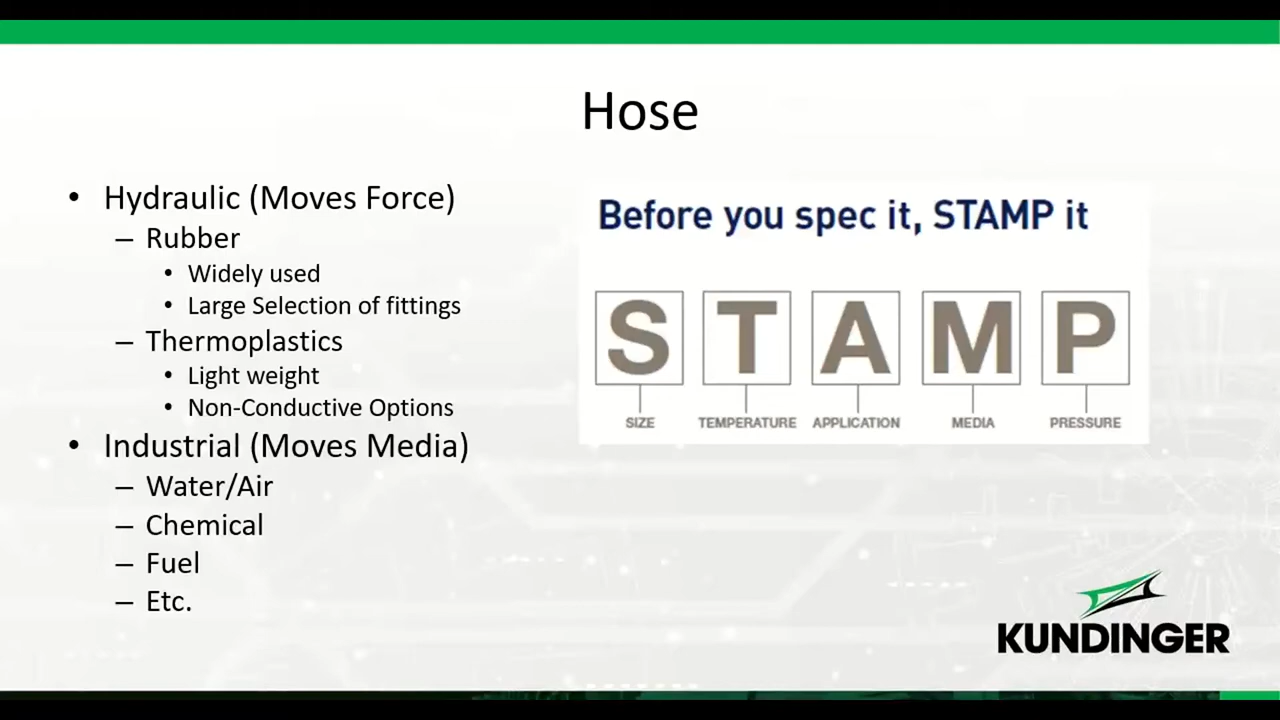 Hose
• Hydraulic (Moves Force)
– Rubber
• Widely used
• Large Selection of fittings
– Thermoplastics
• Light weight
• Non-Conductive Options
• Industrial (Moves Media)
– Water/Air
– Chemical
– Fuel
– Etc.
Before you spec it, STAMP it
S T A M P
SIZE TEMPERATURE APPLICATION MEDIA PRESSURE
KUNDINGER